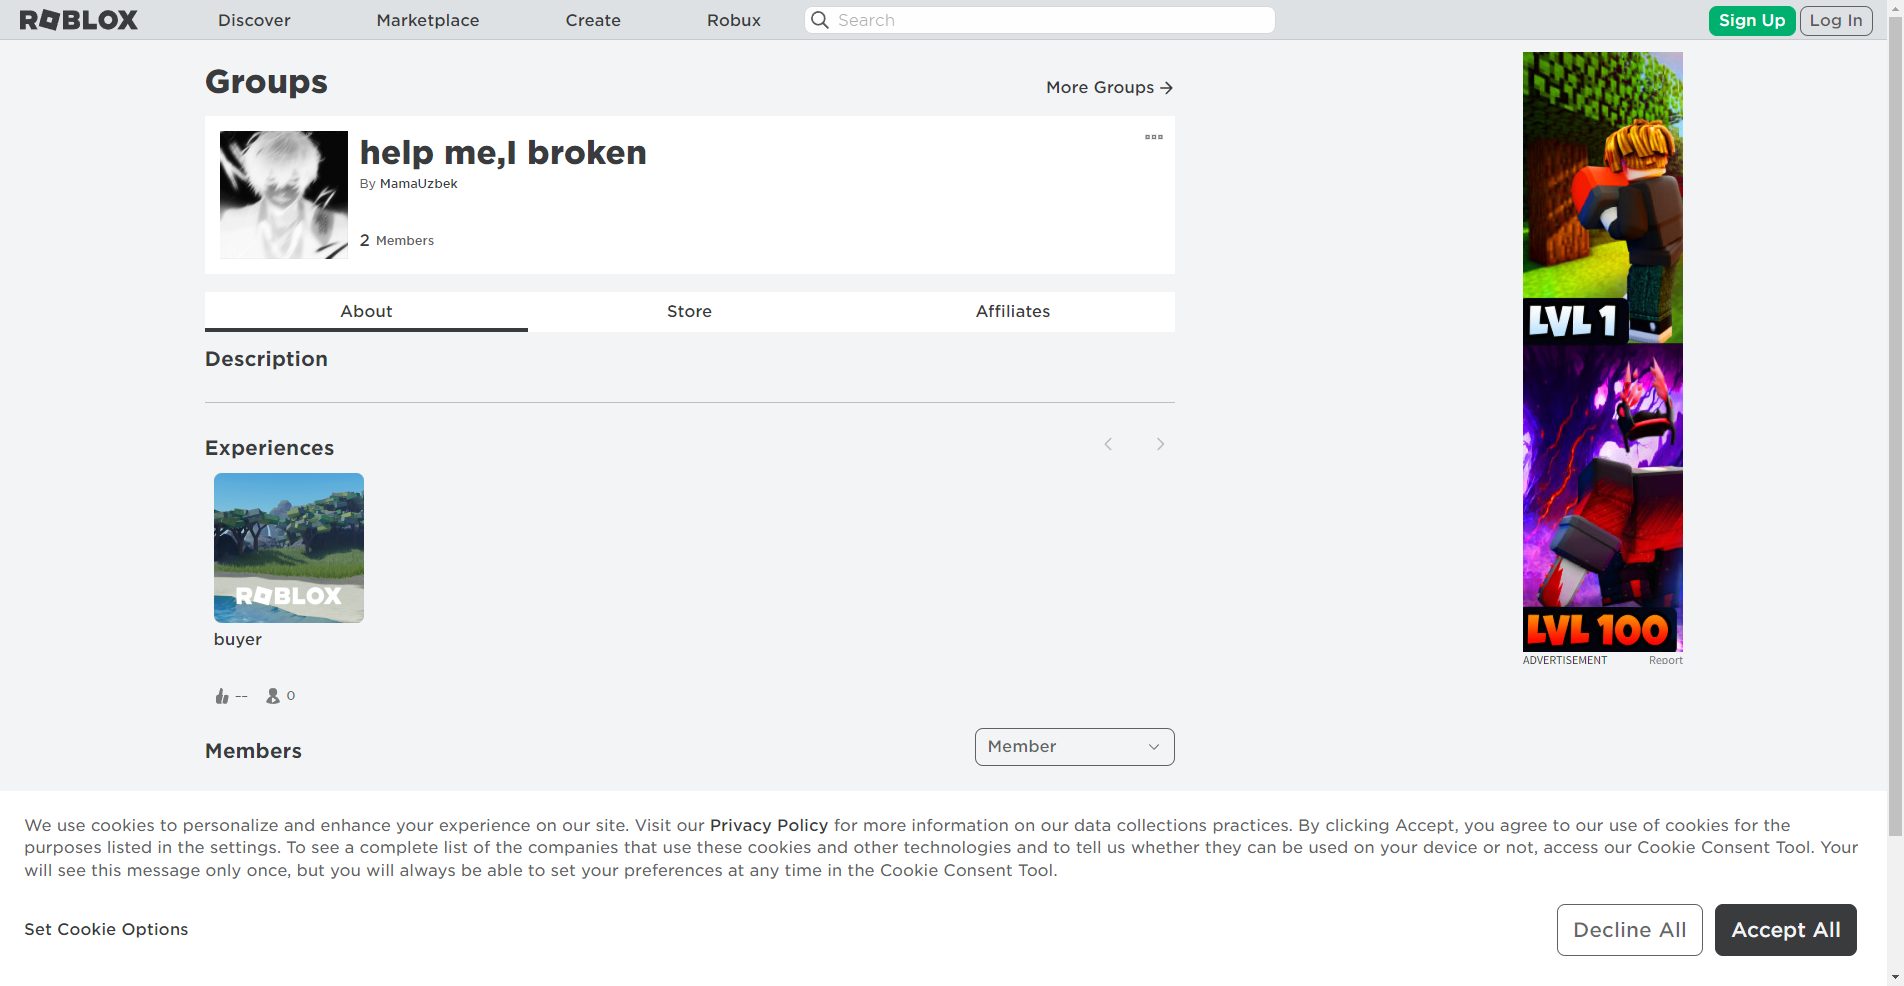 ROBLOX
Discover
Marketplace
Create
Robux
Search
Sign Up
Log In
Groups
More Groups
help me,I broken
By MamaUzbek
2 Members
About
Store
Affiliates
Description
Experiences
ROBLOX
buyer
-- 0
Members
Member
LVL 1
LVL 100
ADVERTISEMENT
Report
We use cookies to personalize and enhance your experience on our site. Visit our Privacy Policy for more information on our data collections practices. By clicking Accept, you agree to our use of cookies for the
purposes listed in the settings. To see a complete list of the companies that use these cookies and other technologies and to tell us whether they can be used on your device or not, access our Cookie Consent Tool. Your
will see this message only once, but you will always be able to set your preferences at any time in the Cookie Consent Tool.
Set Cookie Options
Decline All
Accept All